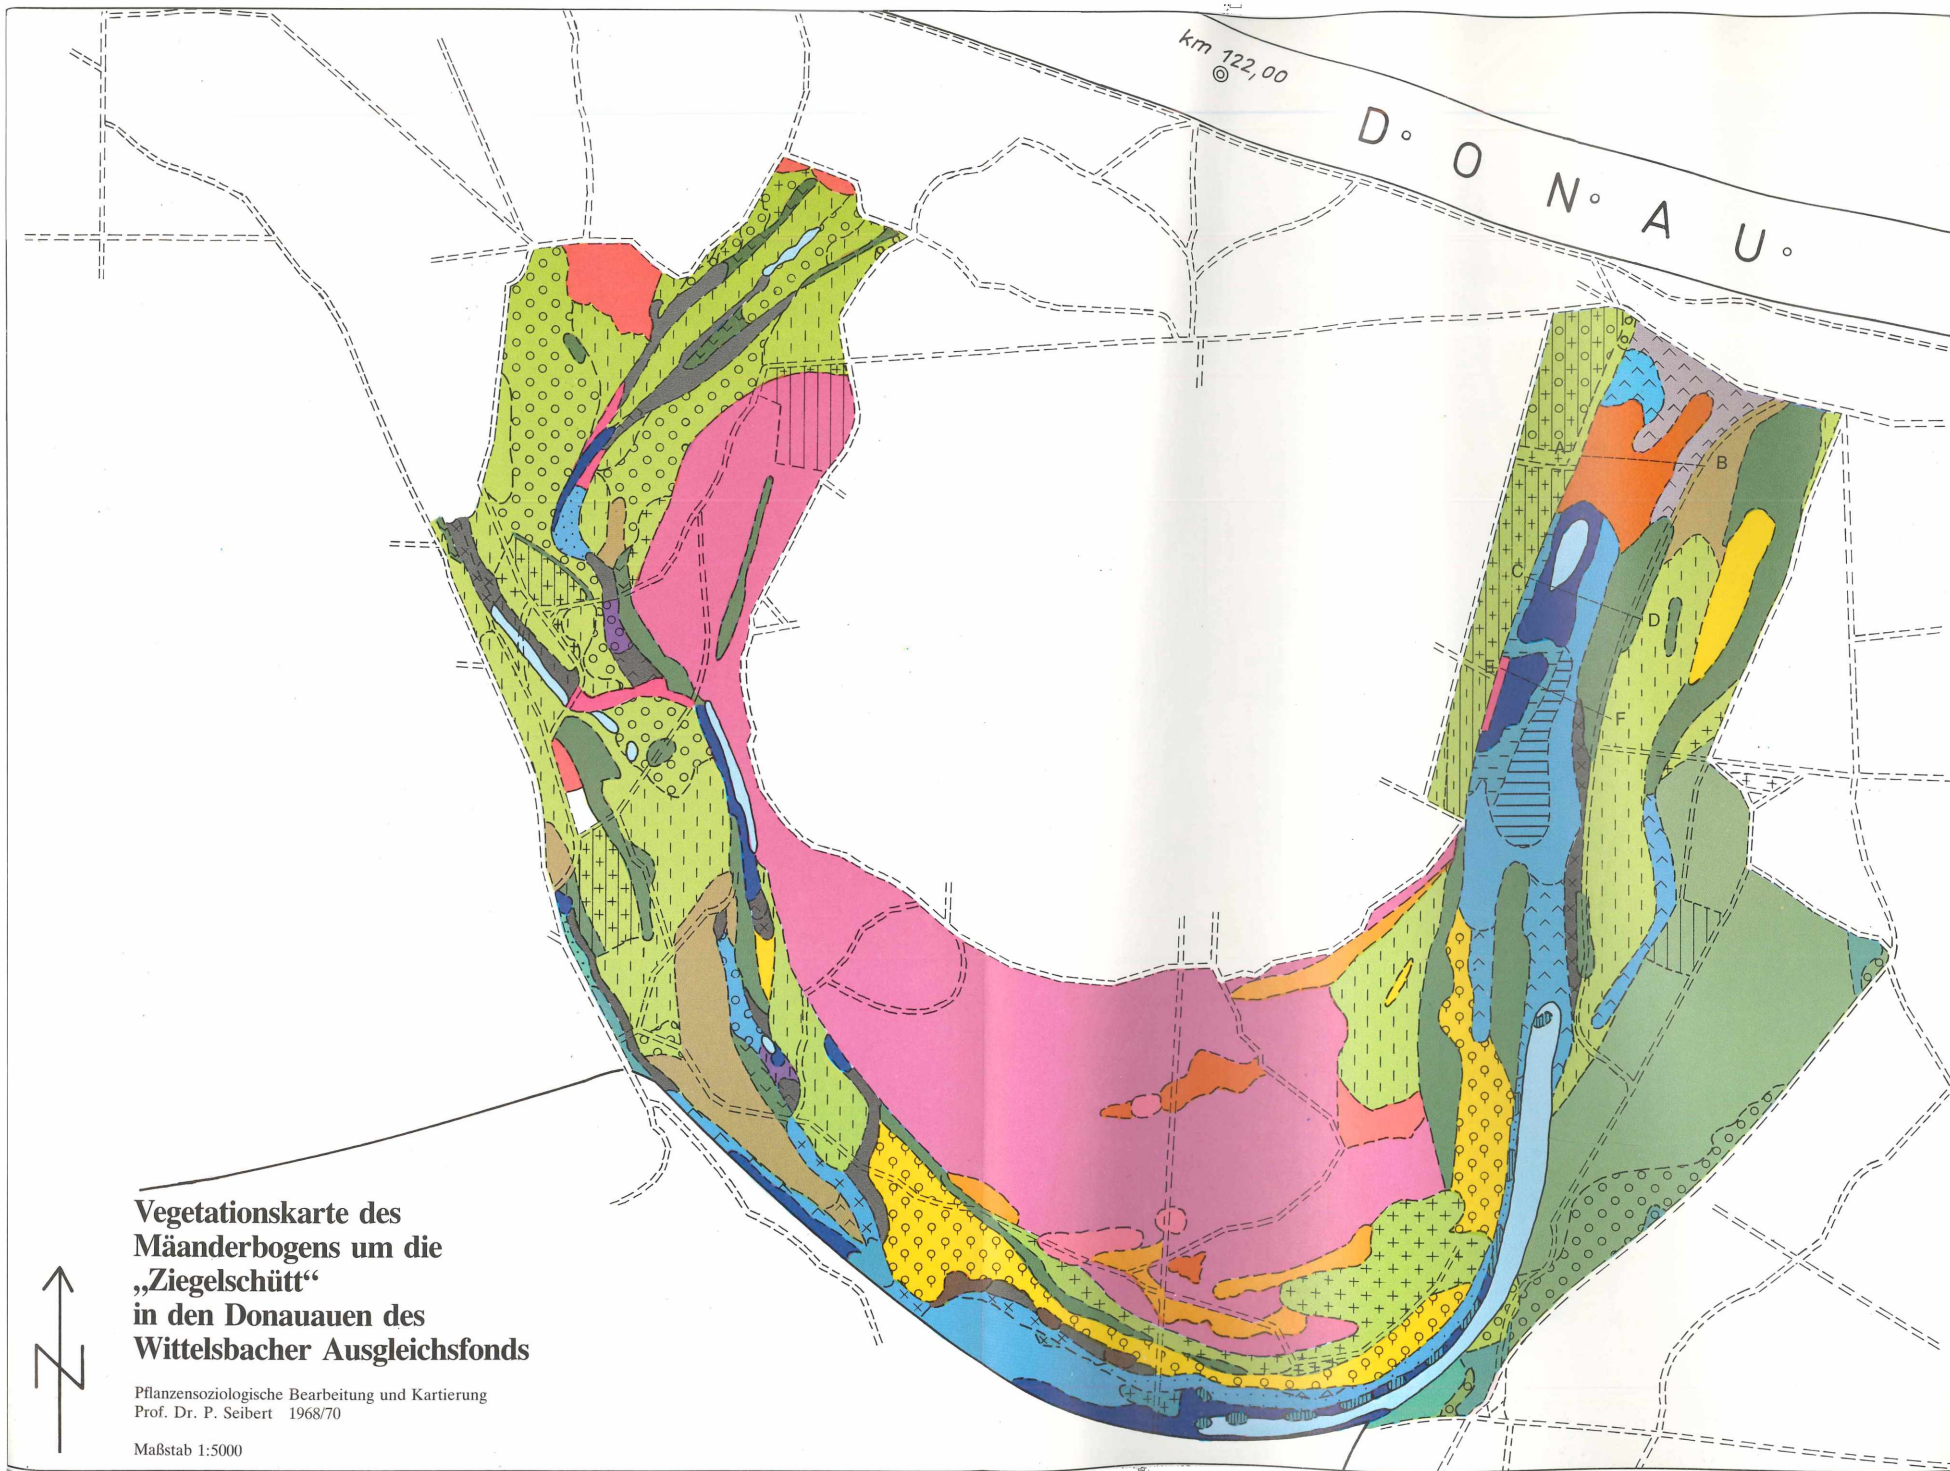 km 122,00
D. O N. A U.
A
B
C
D
E
F
Vegetationskarte des
Mäanderbogens um die
„Ziegelschütt“
in den Donauauen des
Wittelsbacher Ausgleichsfonds
N
Pflanzensoziologische Bearbeitung und Kartierung
Prof. Dr. P. Seibert 1968/70
Maßstab 1:5000